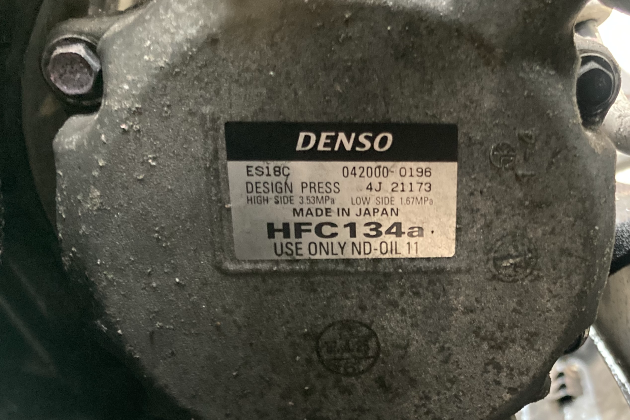 DENSO
ES18C 042000-0196
DESIGN PRESS 4J 21173
HIGH SIDE 3.53MPa LOW SIDE 1.67MPa
MADE IN JAPAN
HFC134a
USE ONLY ND-OIL 11